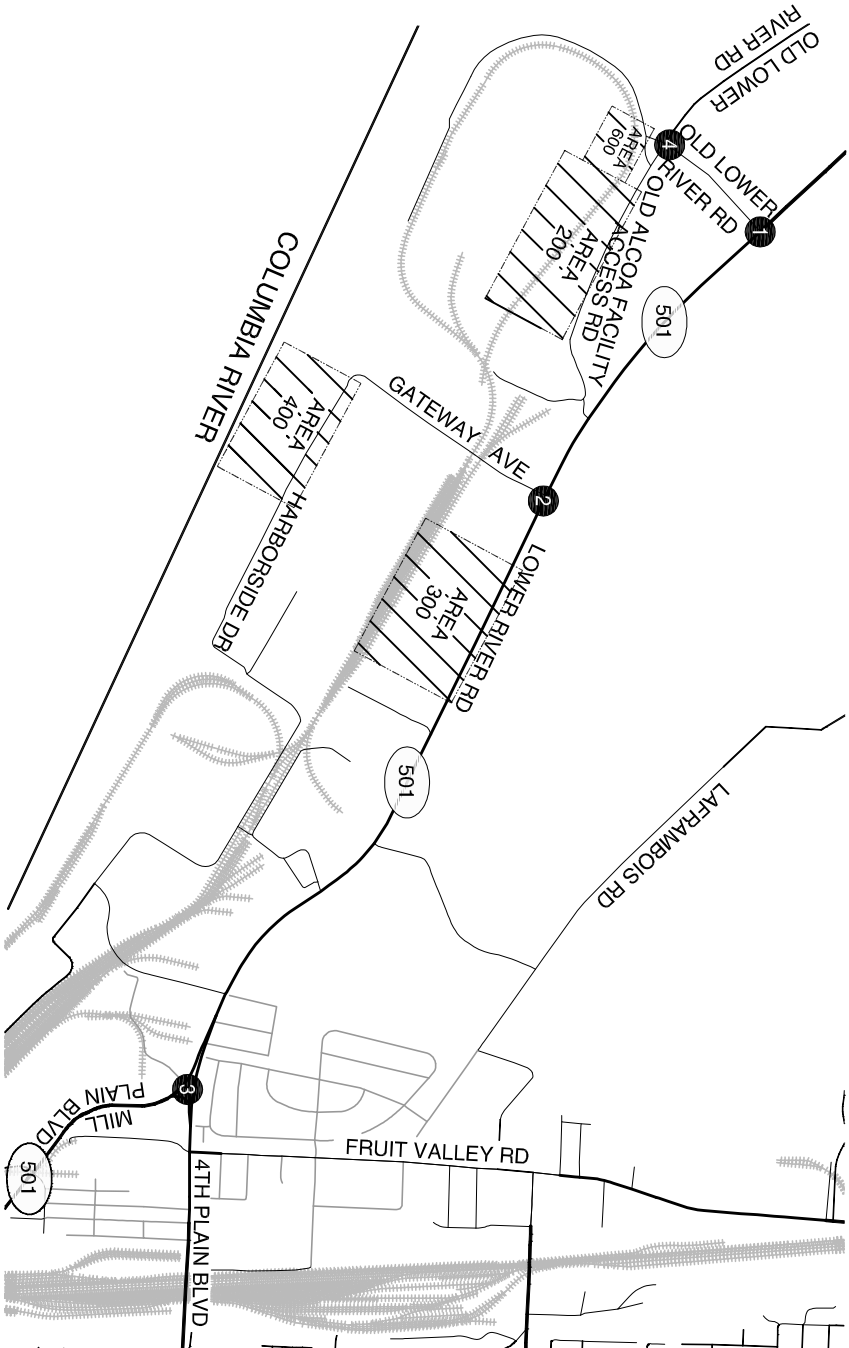 OLD LOWER
RIVER RD
OLD LOWER
RIVER RD
4
1
AREA
600
OLD ALCOA FACILITY
ACCESS RD
AREA
200
501
COLUMBIA RIVER
GATEWAY AVE
2
AREA
400
HARBORSIDE DR
AREA
300
LOWER RIVER RD
501
LAFRAMBOIS RD
3
MILL
PLAIN BLVD
501
FRUIT VALLEY RD
4TH PLAIN BLVD